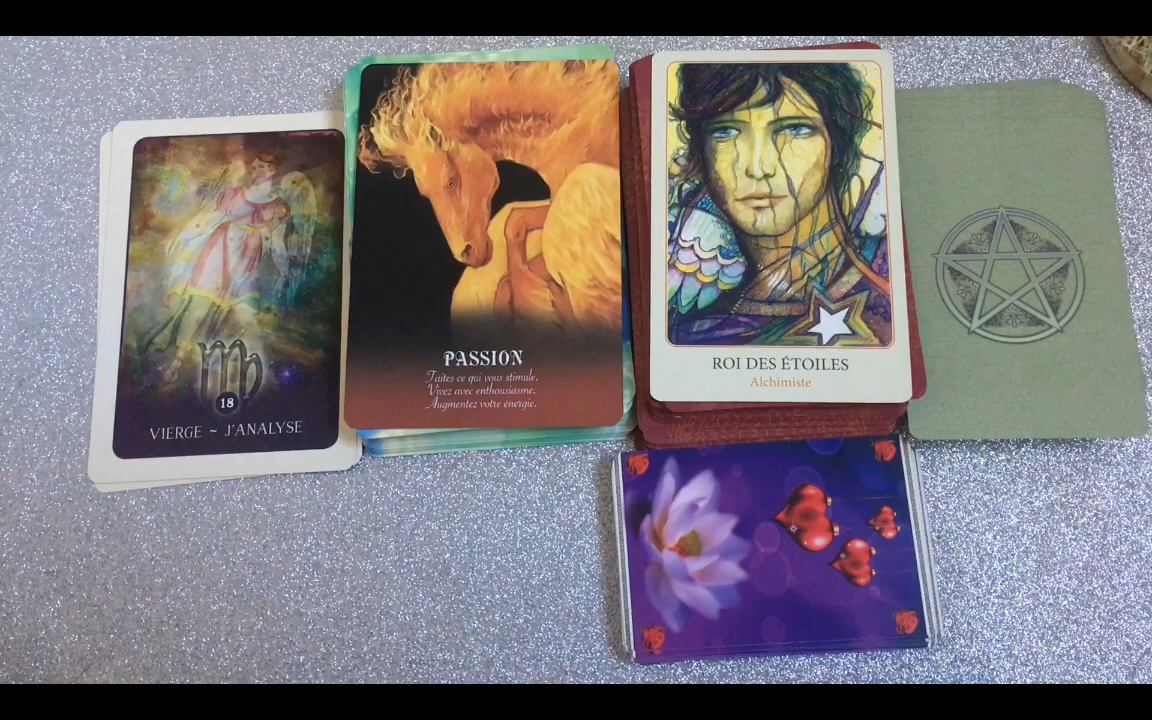 18
VIERGE ~ J'ANALYSE
PASSION
Faites ce qui vous stimule.
Vivez avec enthousiasme.
Augmentez votre énergie.
ROI DES ÉTOILES
Alchimiste